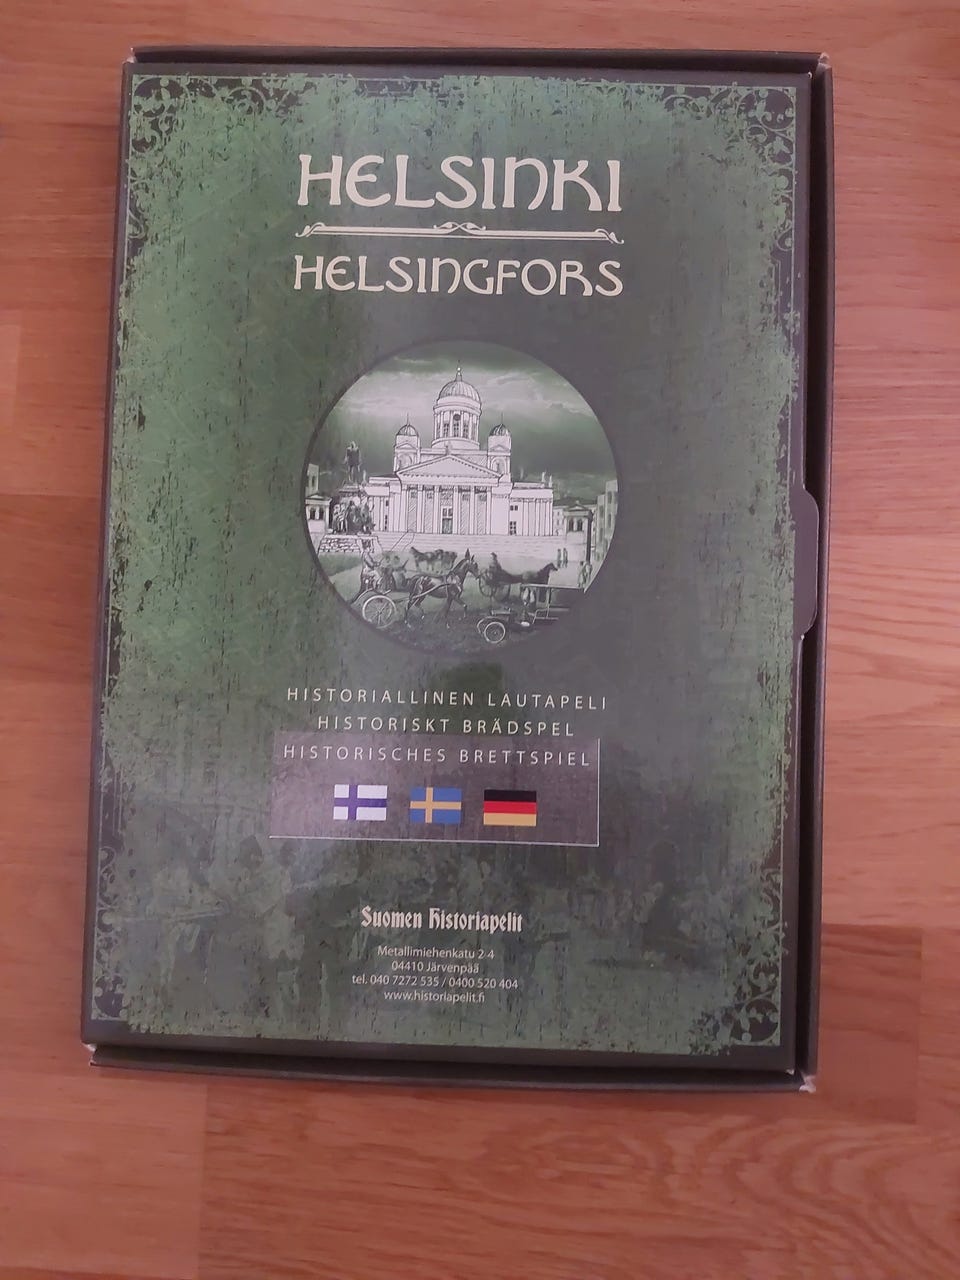 HELSINKI
HELSINGFORS
HISTORIALLINEN LAUTAPELI
HISTORISKT BRÄDSPEL
HISTORISCHES BRETTSPIEL
Suomen Historiapelit
Metallimiehenkatu 2-4
04410 Järvenpää
tel. 040 7272 535 / 0400 520 404
www.historiapelit.fi